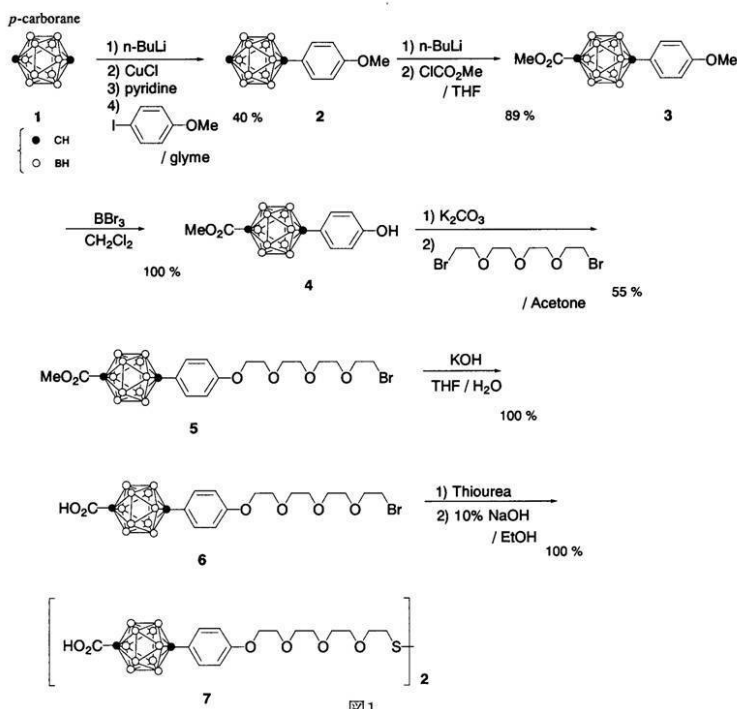 p-carborane
1) n-BuLi
2) CuCl
3) pyridine
4)
I
OMe
/ glyme
40 %
1
CH
BH
OMe
2
1) n-BuLi
2) ClCO2Me
/ THF
89 %
MeO2C
OMe
3
BBr3
CH2Cl2
100 %
MeO2C
OH
4
1) K2CO3
2)
Br O O O Br
/ Acetone
55 %
MeO2C O O O O Br
5
KOH
THF / H2O
100 %
HO2C O O O O Br
6
1) Thiourea
2) 10% NaOH
/ EtOH
100 %
HO2C O O O O S
2
7
図1